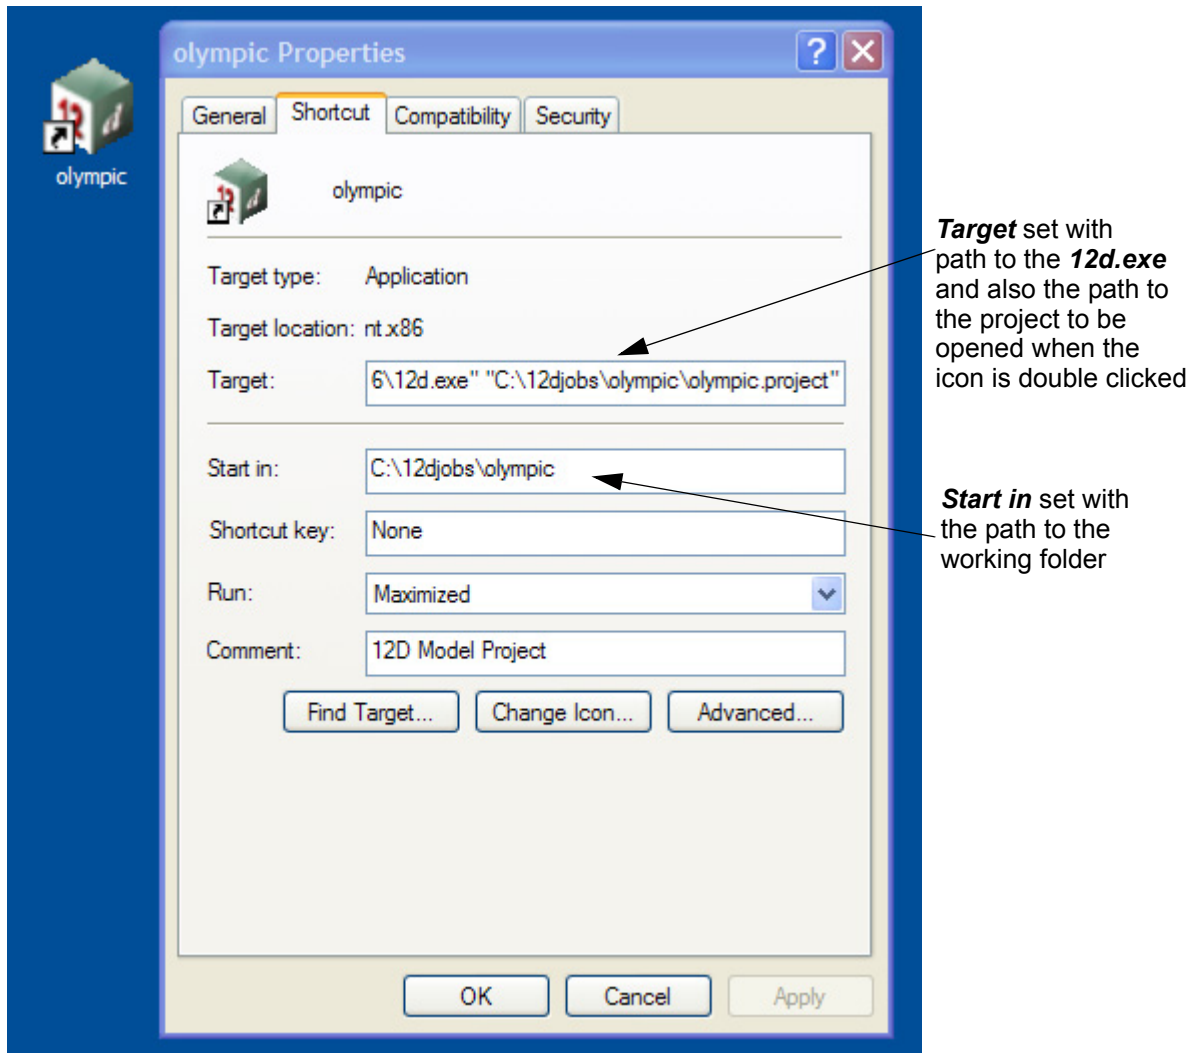 olympic Properties
General Shortcut Compatibility Security
12 d
olympic
12 d
olympic
Target type: Application
Target location: nt.x86
Target: 6\12d.exe" "C:\12djobs\olympic\olympic.project"
Start in: C:\12djobs\olympic
Shortcut key: None
Run: Maximized
Comment: 12D Model Project
Find Target... Change Icon... Advanced...
OK Cancel Apply
Target set with
path to the 12d.exe
and also the path to
the project to be
opened when the
icon is double clicked
Start in set with
the path to the
working folder